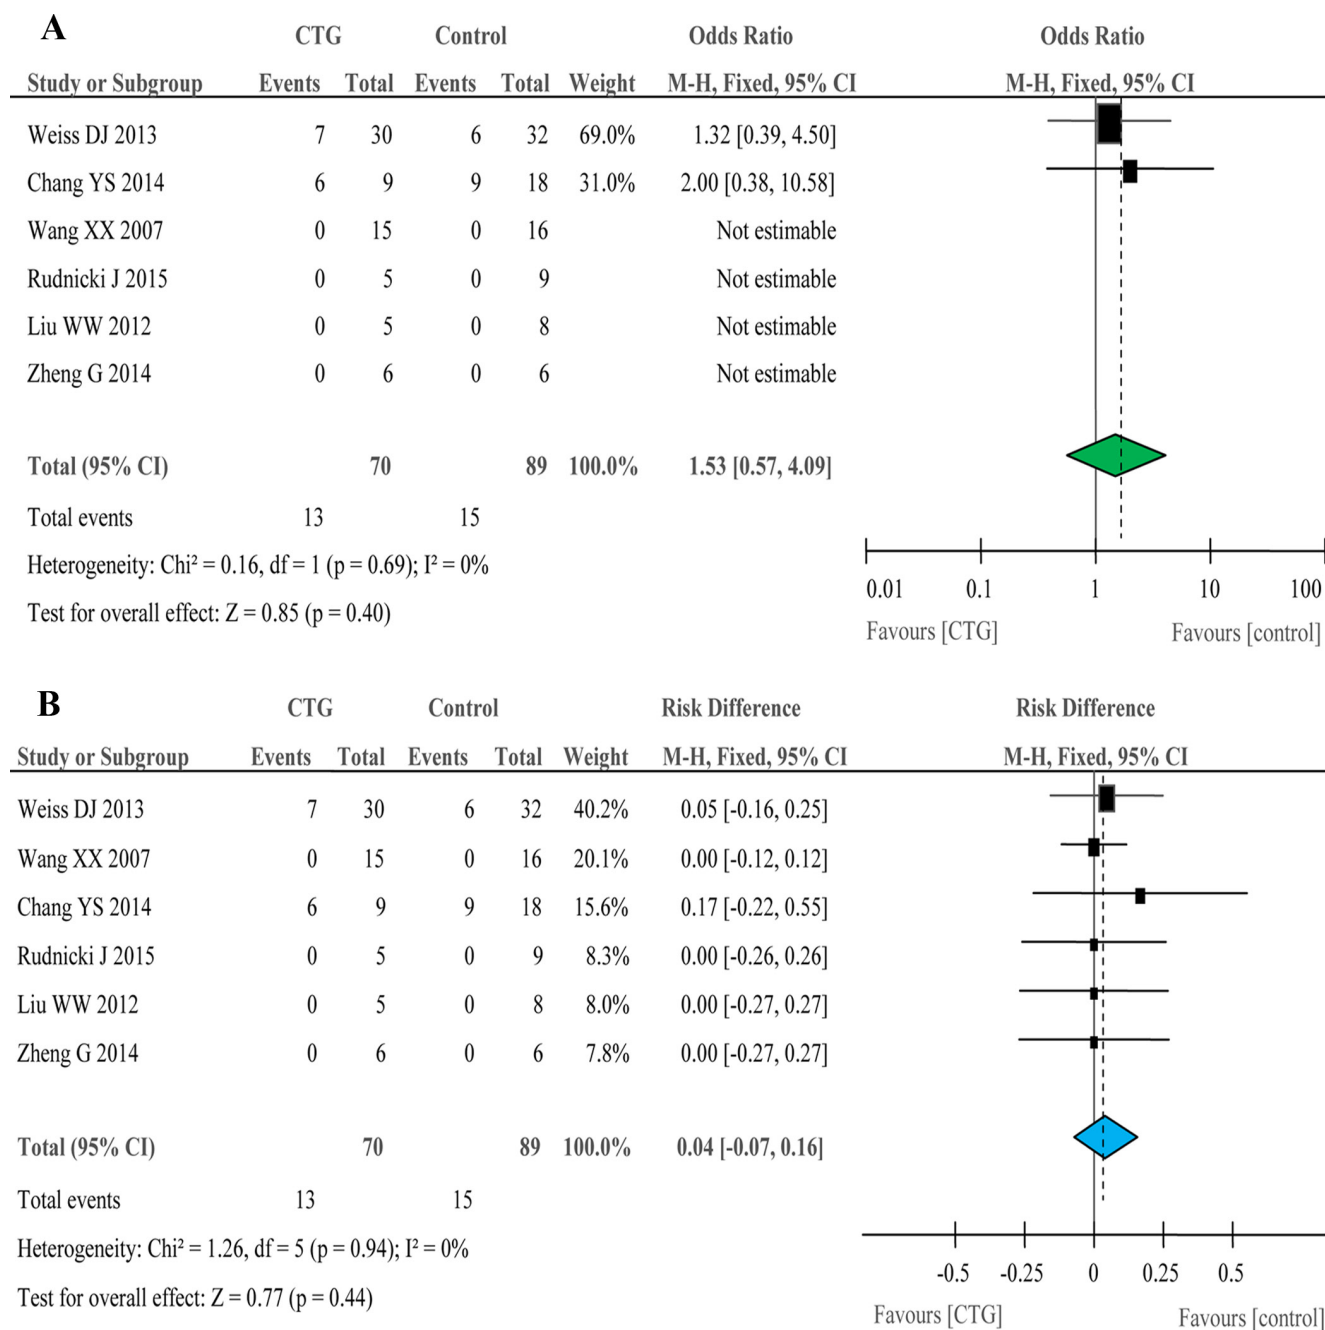 A
CTG Control Odds Ratio Odds Ratio
Study or Subgroup Events Total Events Total Weight M-H, Fixed, 95% CI M-H, Fixed, 95% CI
Weiss DJ 2013 7 30 6 32 69.0% 1.32 [0.39, 4.50]
Chang YS 2014 6 9 9 18 31.0% 2.00 [0.38, 10.58]
Wang XX 2007 0 15 0 16 Not estimable
Rudnicki J 2015 0 5 0 9 Not estimable
Liu WW 2012 0 5 0 8 Not estimable
Zheng G 2014 0 6 0 6 Not estimable
Total (95% CI) 70 89 100.0% 1.53 [0.57, 4.09]
Total events 13 15
Heterogeneity: Chi² = 0.16, df = 1 (p = 0.69); I² = 0%
Test for overall effect: Z = 0.85 (p = 0.40)
0.01 0.1 1 10 100
Favours [CTG] Favours [control]
B
CTG Control Risk Difference Risk Difference
Study or Subgroup Events Total Events Total Weight M-H, Fixed, 95% CI M-H, Fixed, 95% CI
Weiss DJ 2013 7 30 6 32 40.2% 0.05 [-0.16, 0.25]
Wang XX 2007 0 15 0 16 20.1% 0.00 [-0.12, 0.12]
Chang YS 2014 6 9 9 18 15.6% 0.17 [-0.22, 0.55]
Rudnicki J 2015 0 5 0 9 8.3% 0.00 [-0.26, 0.26]
Liu WW 2012 0 5 0 8 8.0% 0.00 [-0.27, 0.27]
Zheng G 2014 0 6 0 6 7.8% 0.00 [-0.27, 0.27]
Total (95% CI) 70 89 100.0% 0.04 [-0.07, 0.16]
Total events 13 15
Heterogeneity: Chi² = 1.26, df = 5 (p = 0.94); I² = 0%
Test for overall effect: Z = 0.77 (p = 0.44)
-0.5 -0.25 0 0.25 0.5
Favours [CTG] Favours [control]